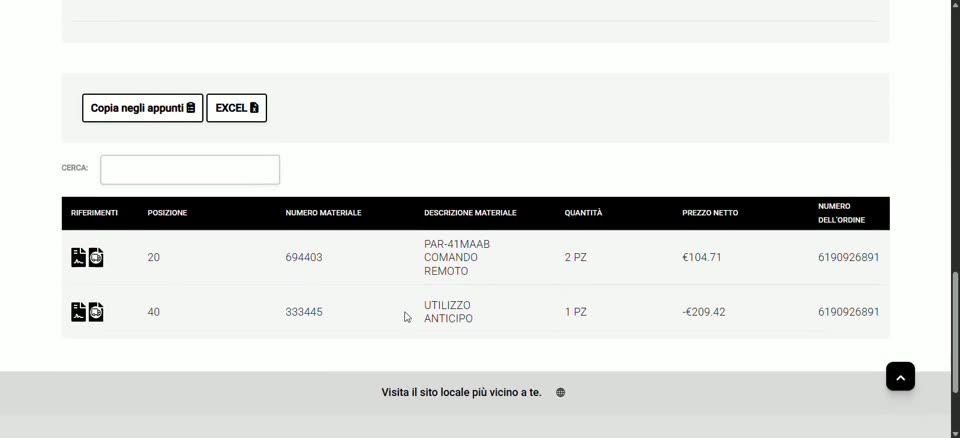 Copia negli appunti EXCEL
CERCA:
RIFERIMENTI POSIZIONE NUMERO MATERIALE DESCRIZIONE MATERIALE QUANTITÀ PREZZO NETTO NUMERO
DELL'ORDINE
20 694403 PAR-41MAAB
COMANDO
REMOTO 2 PZ €104.71 6190926891
40 333445 UTILIZZO
ANTICIPO 1 PZ -€209.42 6190926891
Visita il sito locale più vicino a te.